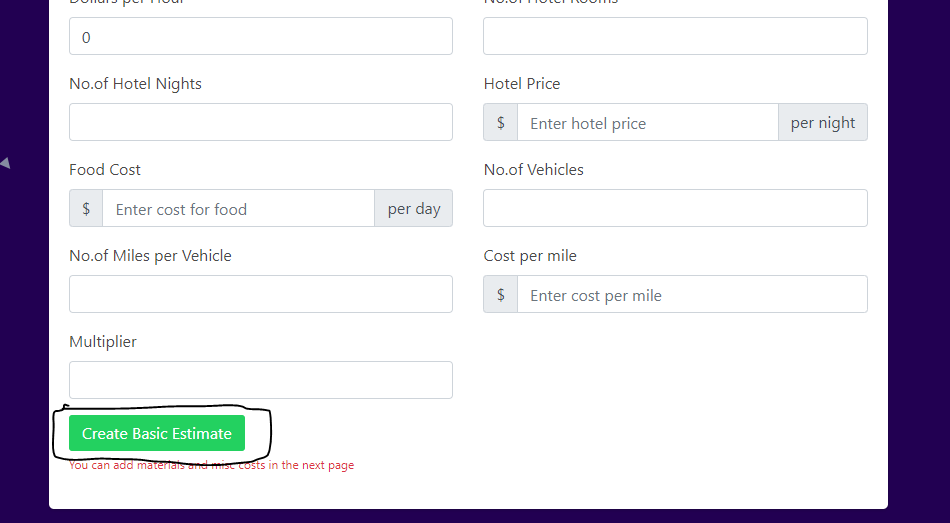 Dollars per Hour
No.of Hotel Rooms
0
No.of Hotel Nights
Hotel Price
$ Enter hotel price per night
Food Cost
No.of Vehicles
$ Enter cost for food per day
No.of Miles per Vehicle
Cost per mile
$ Enter cost per mile
Multiplier
Create Basic Estimate
You can add materials and misc costs in the next page